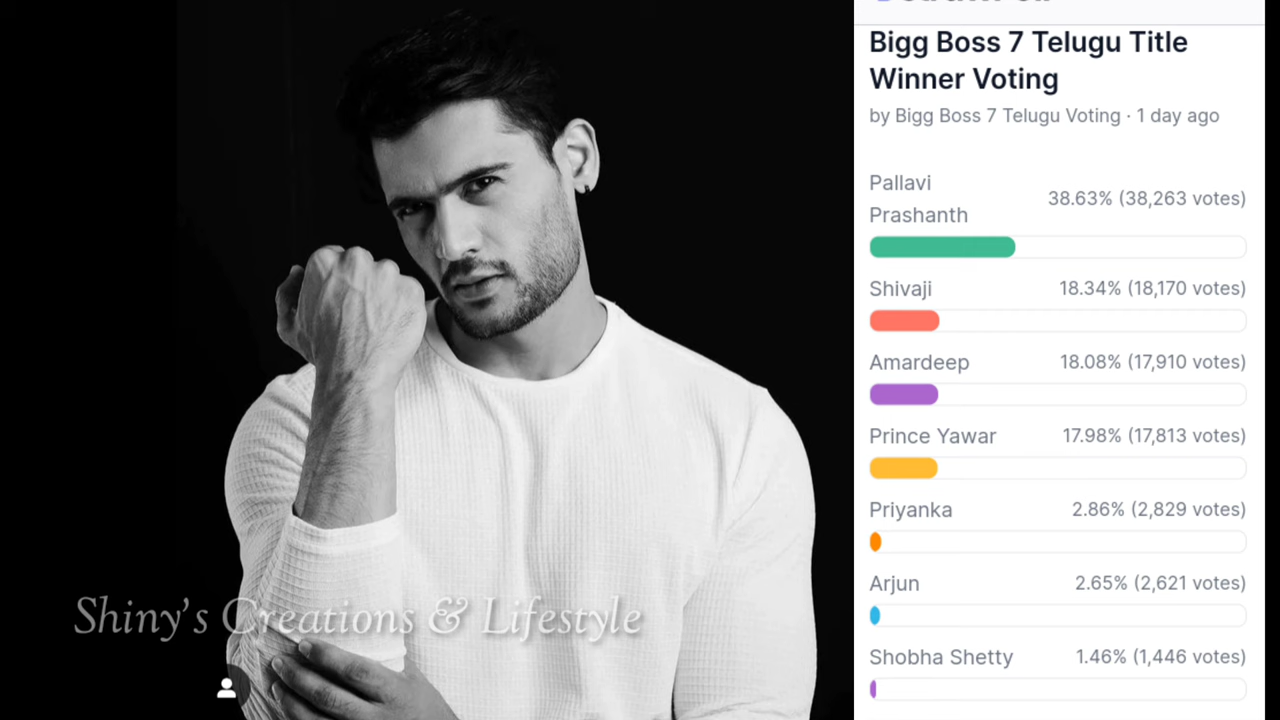 Bigg Boss 7 Telugu Title
Winner Voting
by Bigg Boss 7 Telugu Voting · 1 day ago
Pallavi
Prashanth
38.63% (38,263 votes)
Shivaji 18.34% (18,170 votes)
Amardeep 18.08% (17,910 votes)
Prince Yawar 17.98% (17,813 votes)
Priyanka 2.86% (2,829 votes)
Arjun 2.65% (2,621 votes)
Shobha Shetty 1.46% (1,446 votes)
Shiny's Creations & Lifestyle